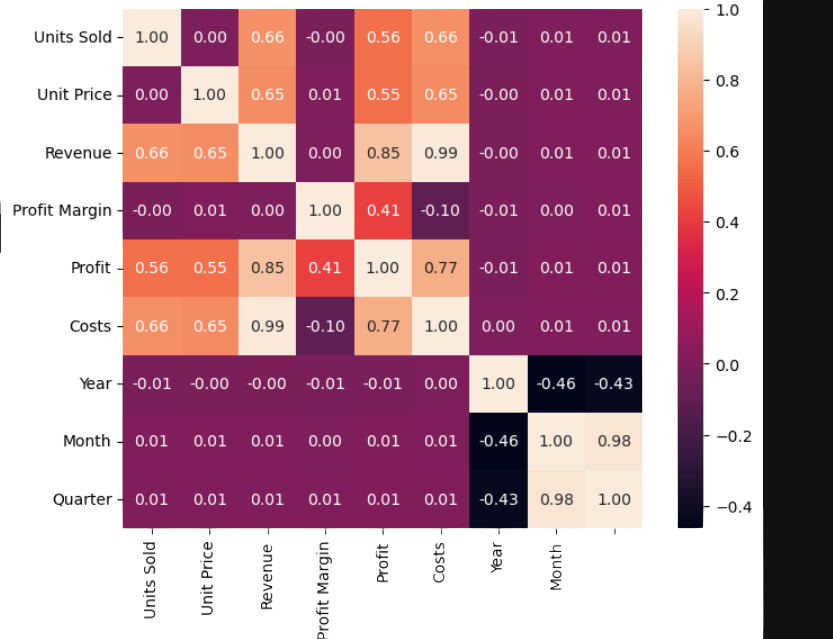 Units Sold 1.00 0.00 0.66 -0.00 0.56 0.66 -0.01 0.01 0.01
Unit Price 0.00 1.00 0.65 0.01 0.55 0.65 -0.00 0.01 0.01
Revenue 0.66 0.65 1.00 0.00 0.85 0.99 -0.00 0.01 0.01
Profit Margin -0.00 0.01 0.00 1.00 0.41 -0.10 -0.01 0.00 0.01
Profit 0.56 0.55 0.85 0.41 1.00 0.77 -0.01 0.01 0.01
Costs 0.66 0.65 0.99 -0.10 0.77 1.00 0.00 0.01 0.01
Year -0.01 -0.00 -0.00 -0.01 -0.01 0.00 1.00 -0.46 -0.43
Month 0.01 0.01 0.01 0.00 0.01 0.01 -0.46 1.00 0.98
Quarter 0.01 0.01 0.01 0.01 0.01 0.01 -0.43 0.98 1.00
Units Sold
Unit Price
Revenue
Profit Margin
Profit
Costs
Year
Month
1.0
0.8
0.6
0.4
0.2
0.0
−0.2
−0.4